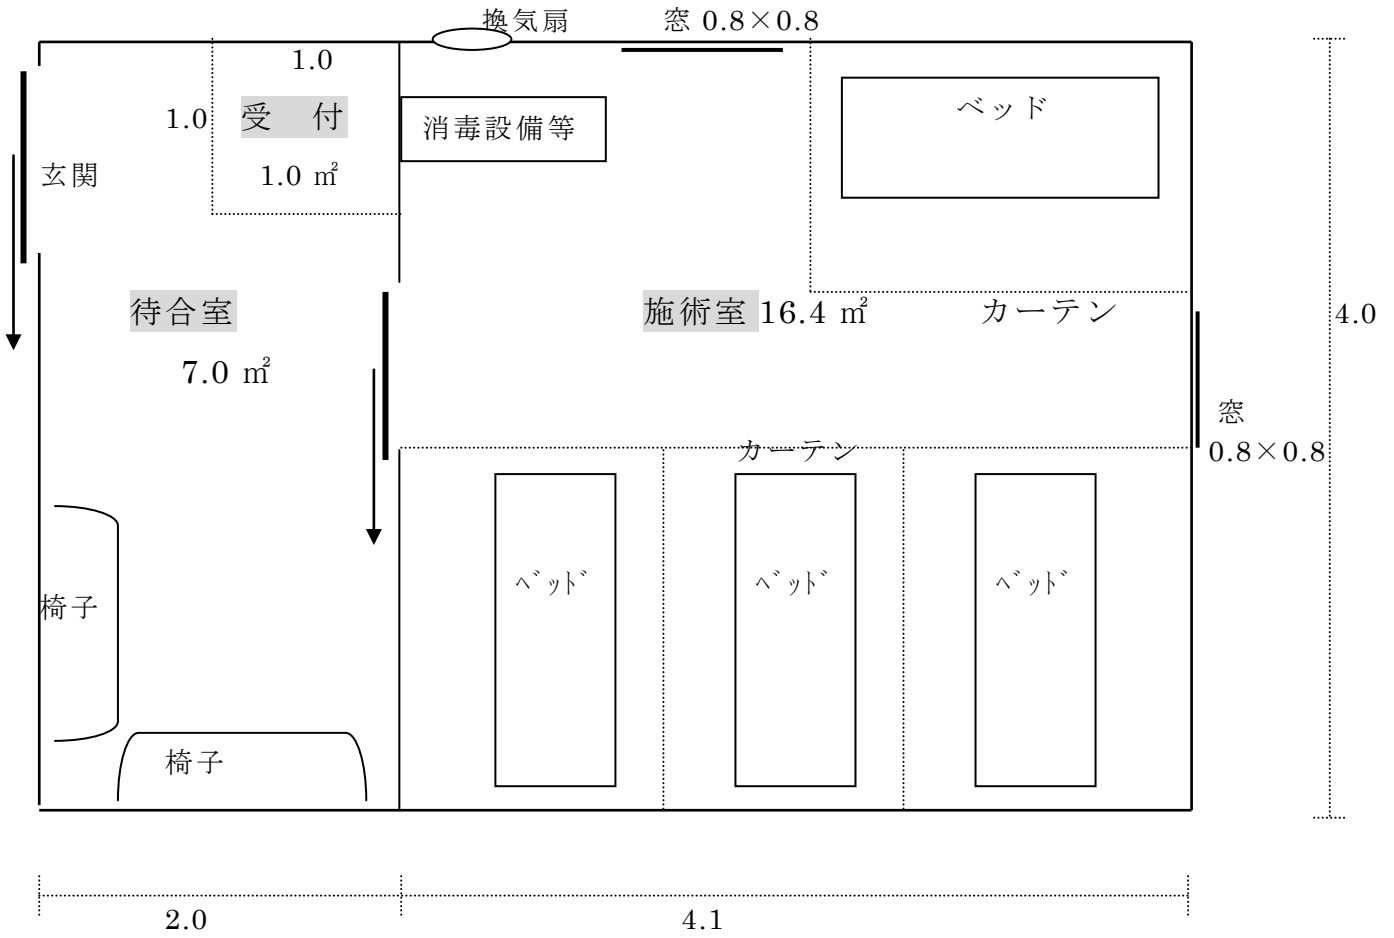 換気扇
窓 0.8×0.8
1.0
1.0
受 付
1.0 ㎡
消毒設備等
ベッド
玄関
待合室
7.0 ㎡
施術室 16.4 ㎡
カーテン
4.0
窓
0.8×0.8
カーテン
ﾍﾞｯﾄﾞ
ﾍﾞｯﾄﾞ
ﾍﾞｯﾄﾞ
椅子
椅子
2.0
4.1